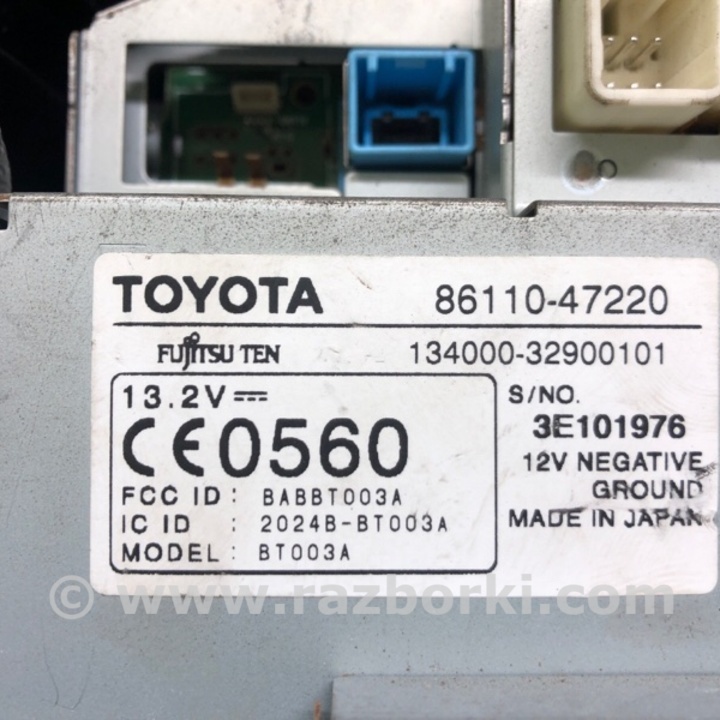 TOYOTA 86110-47220
FUJITSU TEN 134000-32900101
13.2V
CE0560
FCC ID : BABBT003A
IC ID : 2024B-BT003A
MODEL : BT003A
S/NO.
3E101976
12V NEGATIVE
GROUND
MADE IN JAPAN
© www.razborki.com